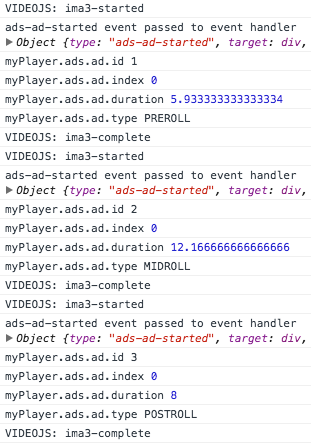 VIDEOJS: ima3-started
ads-ad-started event passed to event handler
▶ Object {type: "ads-ad-started", target: div,
myPlayer.ads.ad.id 1
myPlayer.ads.ad.index 0
myPlayer.ads.ad.duration 5.933333333333334
myPlayer.ads.ad.type PREROLL
VIDEOJS: ima3-complete
VIDEOJS: ima3-started
ads-ad-started event passed to event handler
▶ Object {type: "ads-ad-started", target: div,
myPlayer.ads.ad.id 2
myPlayer.ads.ad.index 0
myPlayer.ads.ad.duration 12.166666666666666
myPlayer.ads.ad.type MIDROLL
VIDEOJS: ima3-complete
VIDEOJS: ima3-started
ads-ad-started event passed to event handler
▶ Object {type: "ads-ad-started", target: div,
myPlayer.ads.ad.id 3
myPlayer.ads.ad.index 0
myPlayer.ads.ad.duration 8
myPlayer.ads.ad.type POSTROLL
VIDEOJS: ima3-complete